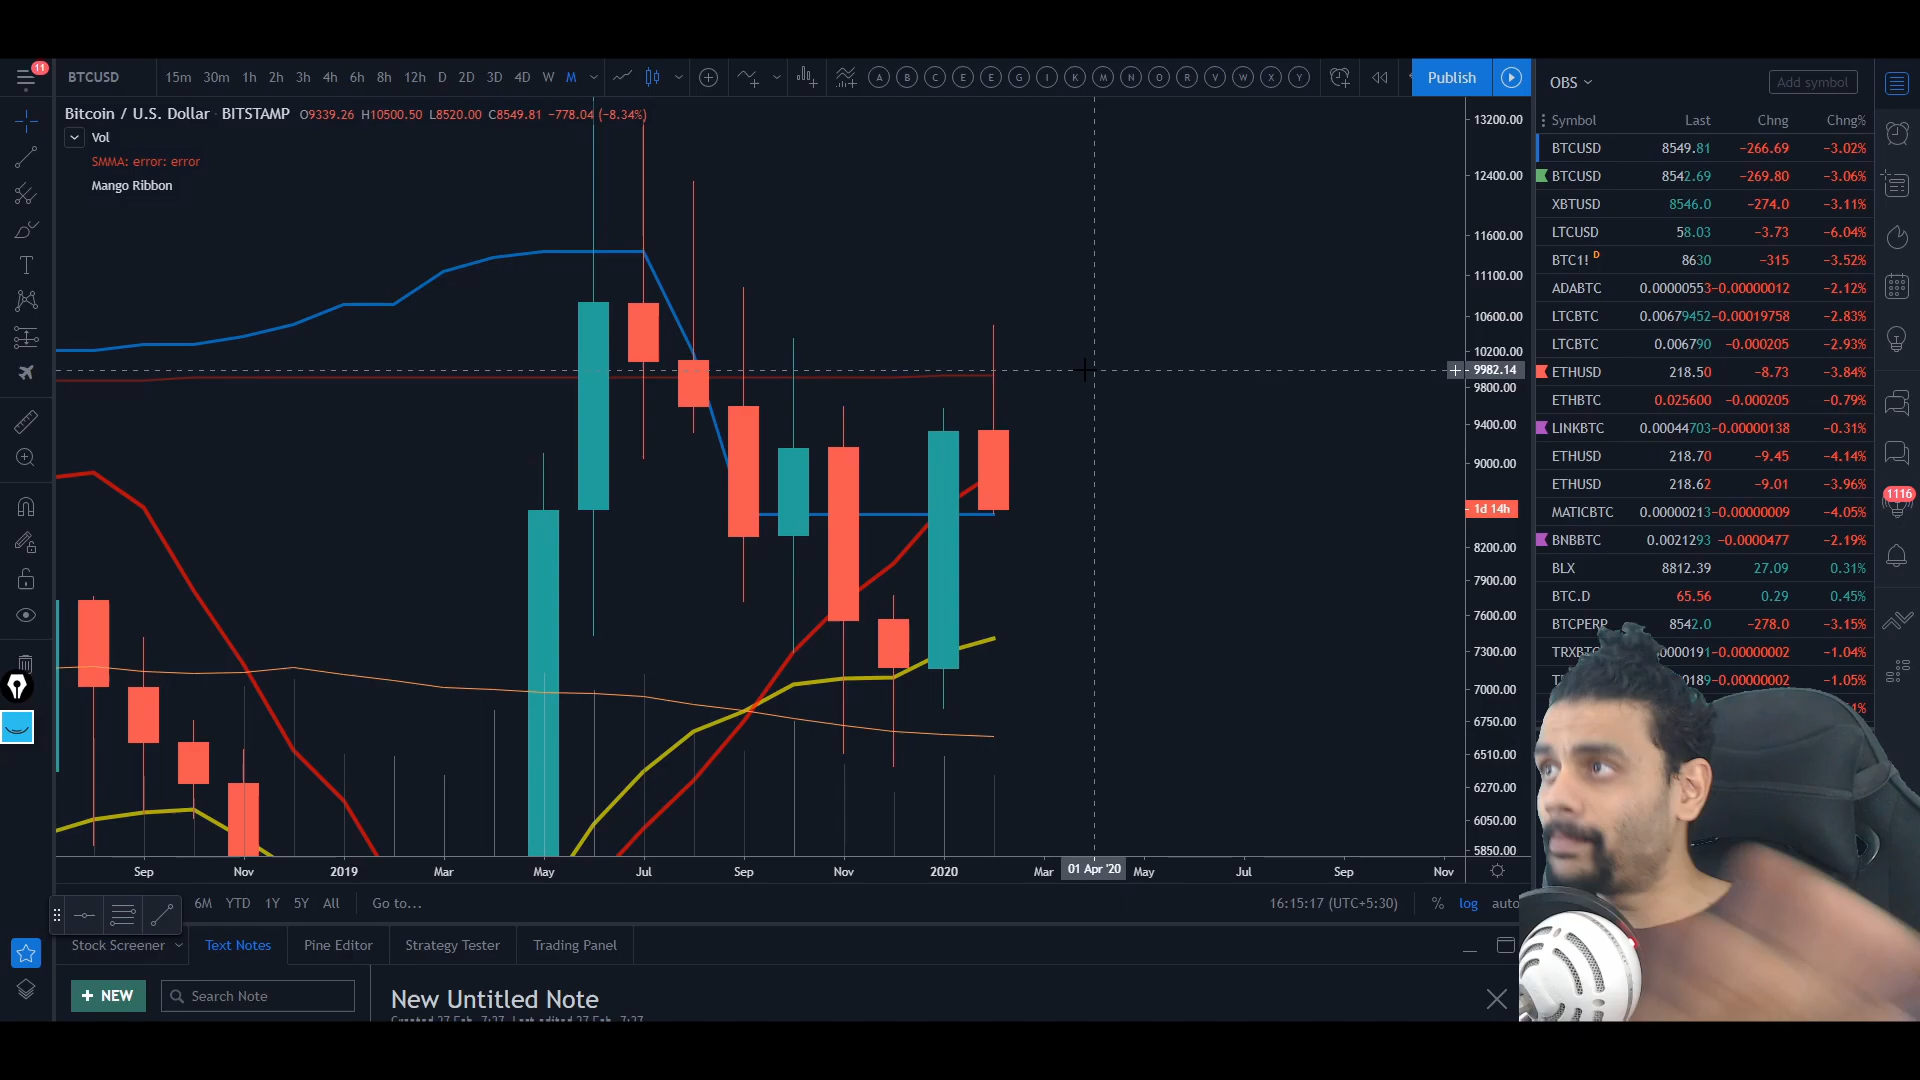 11
BTCUSD 15m 30m 1h 2h 3h 4h 6h 8h 12h D 2D 3D 4D W M A B C E E G I K M N O R V W X Y Publish
OBS Add symbol
Bitcoin / U.S. Dollar BITSTAMP O9339.26 H10500.50 L8520.00 C8549.81 −778.04 (−8.34%)
Vol
SMMA: error: error
Mango Ribbon
13200.00
12400.00
11600.00
11100.00
10600.00
10200.00
9982.14
9800.00
9400.00
9000.00
1d 14h
8200.00
7900.00
7600.00
7300.00
7000.00
6750.00
6510.00
6270.00
6050.00
5850.00
Symbol Last Chng Chng%
BTCUSD 8549.81 −266.69 −3.02%
BTCUSD 8542.69 −269.80 −3.06%
XBTUSD 8546.0 −274.0 −3.11%
LTCUSD 58.03 −3.73 −6.04%
BTC1! D 8630 −315 −3.52%
ADABTC 0.00000553 −0.00000012 −2.12%
LTCBTC 0.00679452 −0.00019758 −2.83%
LTCBTC 0.006790 −0.000205 −2.93%
ETHUSD 218.50 −8.73 −3.84%
ETHBTC 0.025600 −0.000205 −0.79%
LINKBTC 0.00044703 −0.00000138 −0.31%
ETHUSD 218.70 −9.45 −4.14%
ETHUSD 218.62 −9.01 −3.96%
MATICBTC 0.00000213 −0.00000009 −4.05%
BNBBTC 0.0021293 −0.0000477 −2.19%
BLX 8812.39 27.09 0.31%
BTC.D 65.56 0.29 0.45%
BTCPERP 8542.0 −278.0 −3.15%
TRXBTC −0.00000002 −1.04%
−0.00000002 −1.05%
1116
Sep Nov 2019 Mar May Jul Sep Nov 2020 Mar 01 Apr '20 May Jul Sep Nov
6M YTD 1Y 5Y All Go to... 16:15:17 (UTC+5:30) % log auto
Stock Screener Text Notes Pine Editor Strategy Tester Trading Panel
+ NEW Search Note New Untitled Note